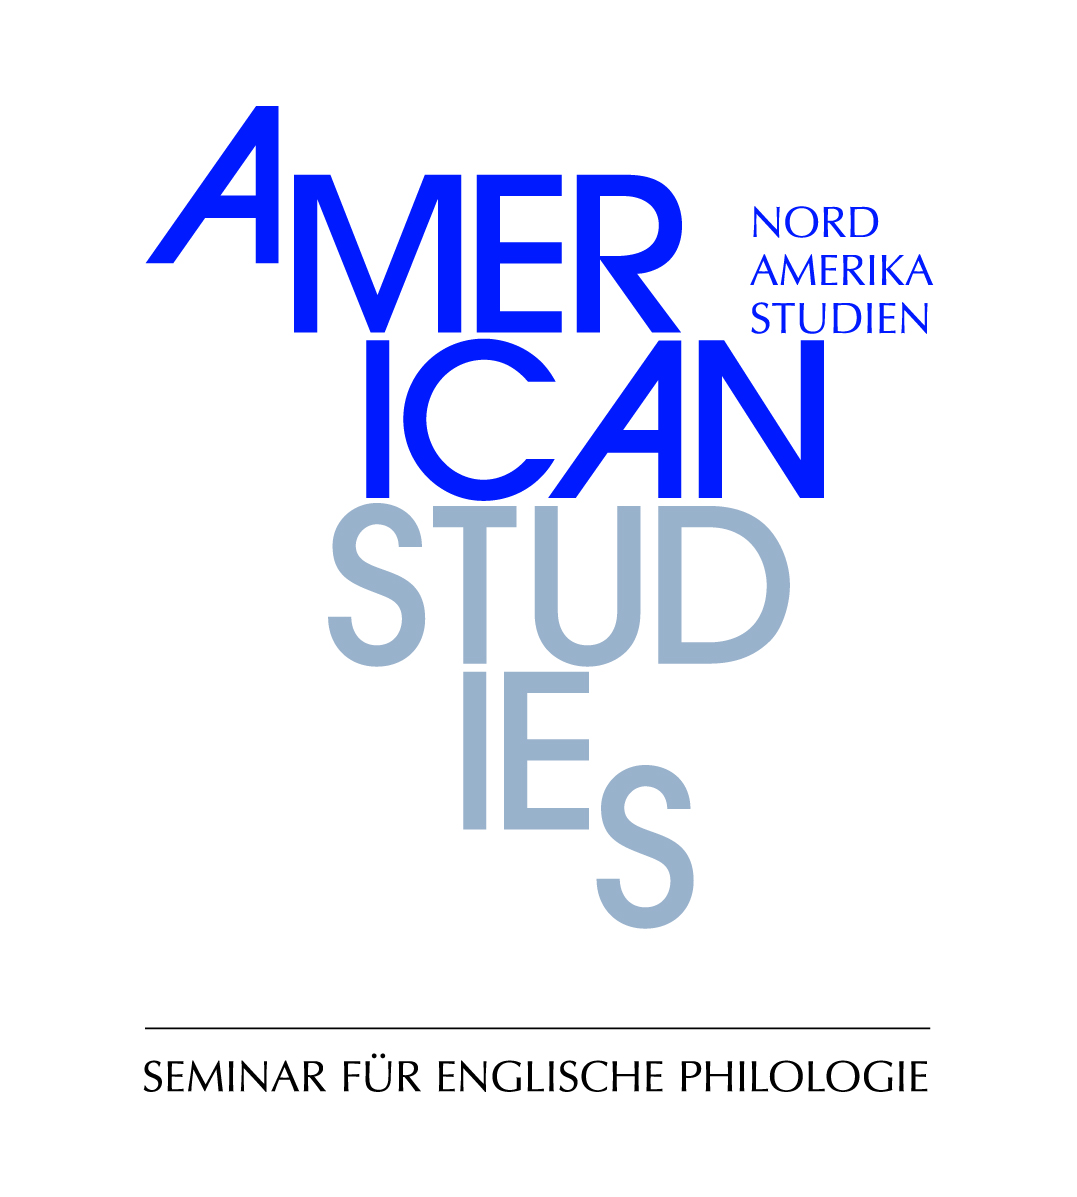 AMER
NORD
AMERIKA
STUDIEN
ICAN
STUD
IES
SEMINAR FÜR ENGLISCHE PHILOLOGIE